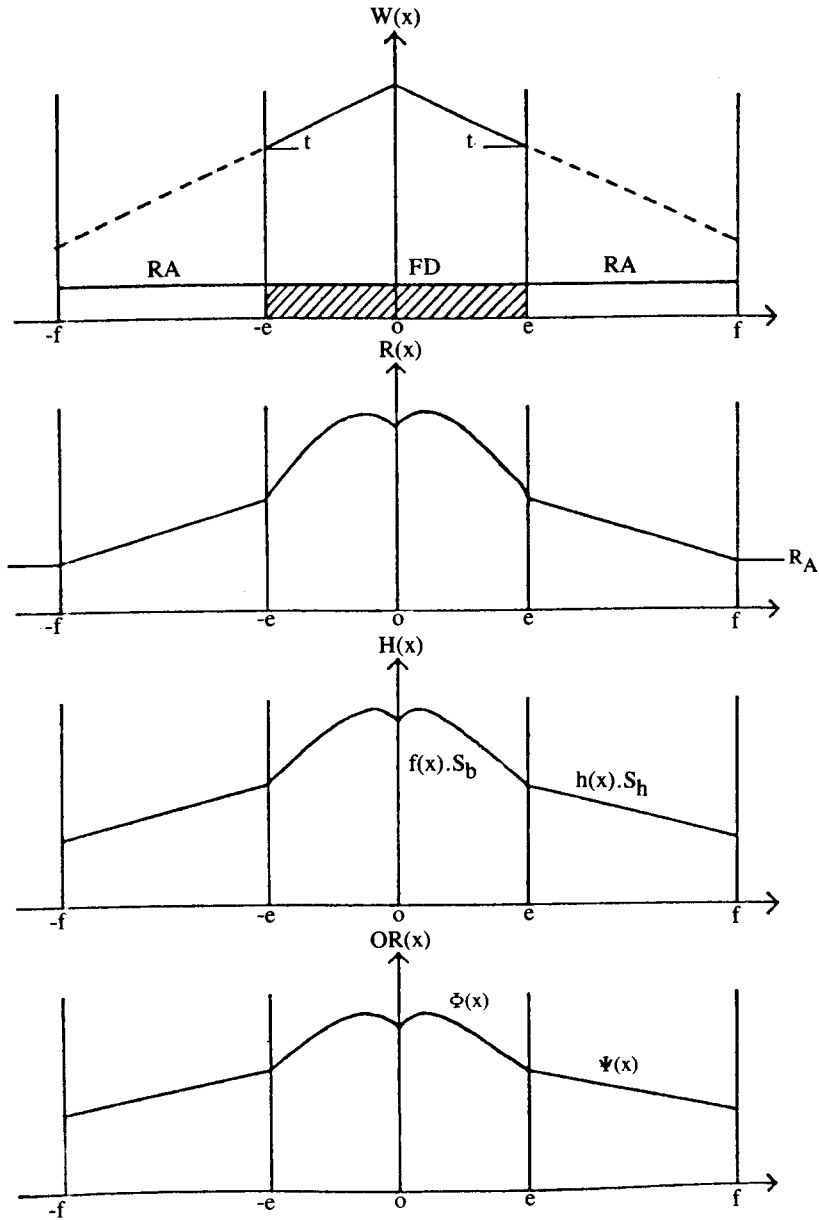 W(x)
t t
RA FD RA
-f -e o e f
R(x)
R_A
-f -e o e f
H(x)
f(x).S_b h(x).S_h
-f -e o e f
OR(x)
Φ(x)
Ψ(x)
-f -e o e f